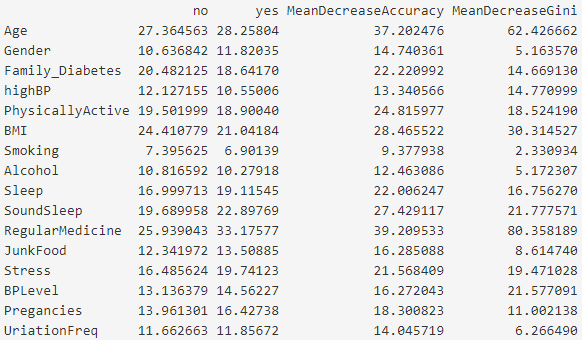 no yes MeanDecreaseAccuracy MeanDecreaseGini
Age 27.364563 28.25804 37.202476 62.426662
Gender 10.636842 11.82035 14.740361 5.163570
Family_Diabetes 20.482125 18.64170 22.220992 14.669130
highBP 12.127155 10.55006 13.340566 14.770999
PhysicallyActive 19.501999 18.90040 24.815977 18.524190
BMI 24.410779 21.04184 28.465522 30.314527
Smoking 7.395625 6.90139 9.377938 2.330934
Alcohol 10.816592 10.27918 12.463086 5.172307
Sleep 16.999713 19.11545 22.006247 16.756270
SoundSleep 19.689958 22.89769 27.429117 21.777571
RegularMedicine 25.939043 33.17577 39.209533 80.358189
JunkFood 12.341972 13.50885 16.285088 8.614740
Stress 16.485624 19.74123 21.568409 19.471028
BPLevel 13.136379 14.56227 16.272043 21.577091
Pregancies 13.961301 16.42738 18.300823 11.002138
UriationFreq 11.662663 11.85672 14.045719 6.266490